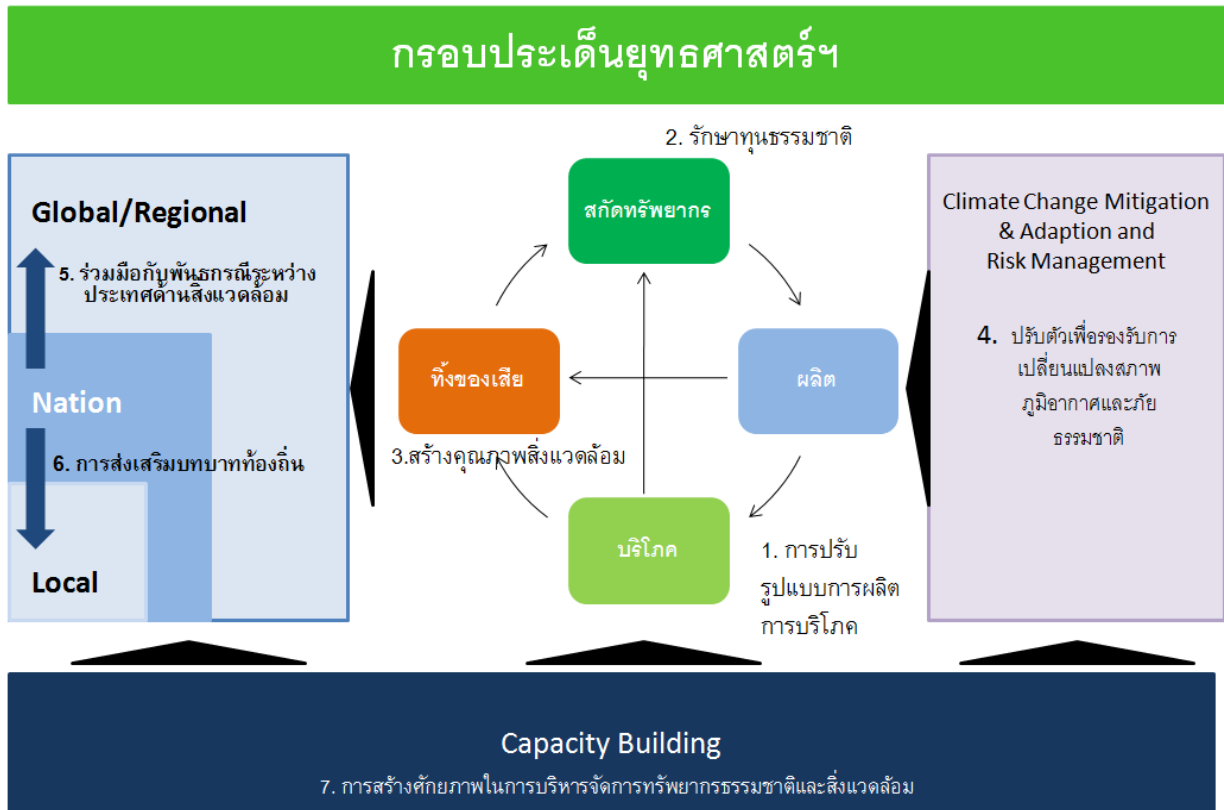 กรอบประเด็นยุทธศาสตร์ฯ
Global/Regional
5. ร่วมมือกับพันธกรณีระหว่าง
ประเทศด้านสิ่งแวดล้อม
Nation
6. การส่งเสริมบทบาทท้องถิ่น
Local
2. รักษาทุนธรรมชาติ
สกัดทรัพยากร
ทิ้งของเสีย
ผลิต
3.สร้างคุณภาพสิ่งแวดล้อม
บริโภค
1. การปรับ
รูปแบบการผลิต
การบริโภค
Climate Change Mitigation
& Adaption and
Risk Management
4. ปรับตัวเพื่อรองรับการ
เปลี่ยนแปลงสภาพ
ภูมิอากาศและภัย
ธรรมชาติ
Capacity Building
7. การสร้างศักยภาพในการบริหารจัดการทรัพยากรธรรมชาติและสิ่งแวดล้อม